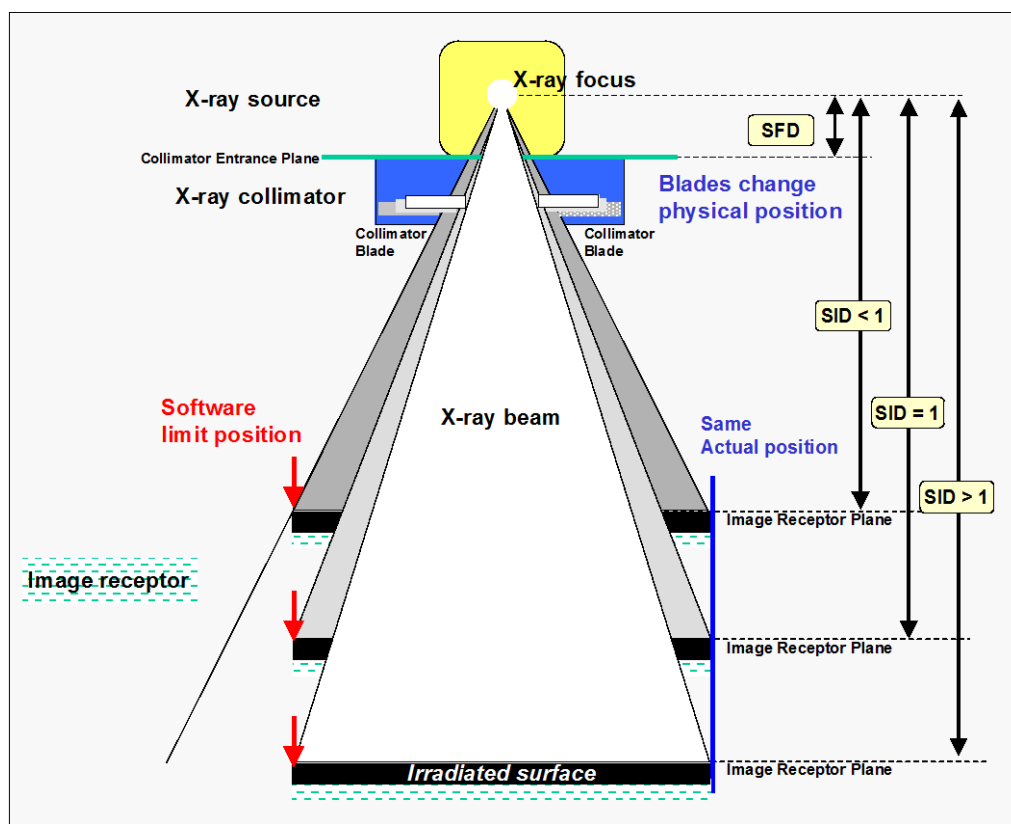 X-ray focus
X-ray source
SFD
Collimator Entrance Plane
X-ray collimator
Blades change
physical position
Collimator
Blade
Collimator
Blade
SID < 1
Software
limit position
X-ray beam
SID = 1
Same
Actual position
SID > 1
Image Receptor Plane
Image receptor
Image Receptor Plane
Irradiated surface
Image Receptor Plane